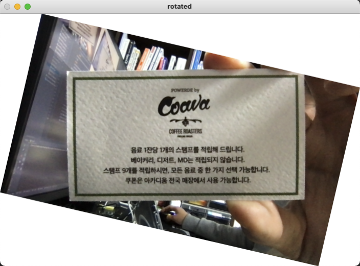 rotated
POWERED by
Coava
COFFEE ROASTERS
음료 1잔당 1개의 스탬프를 적립해 드립니다.
베이커리, 디저트, MD는 적립되지 않습니다.
스탬프 9개를 적립하시면, 모든 음료 중 한 가지 선택 가능합니다.
쿠폰은 아카디움 전국 매장에서 사용 가능합니다.